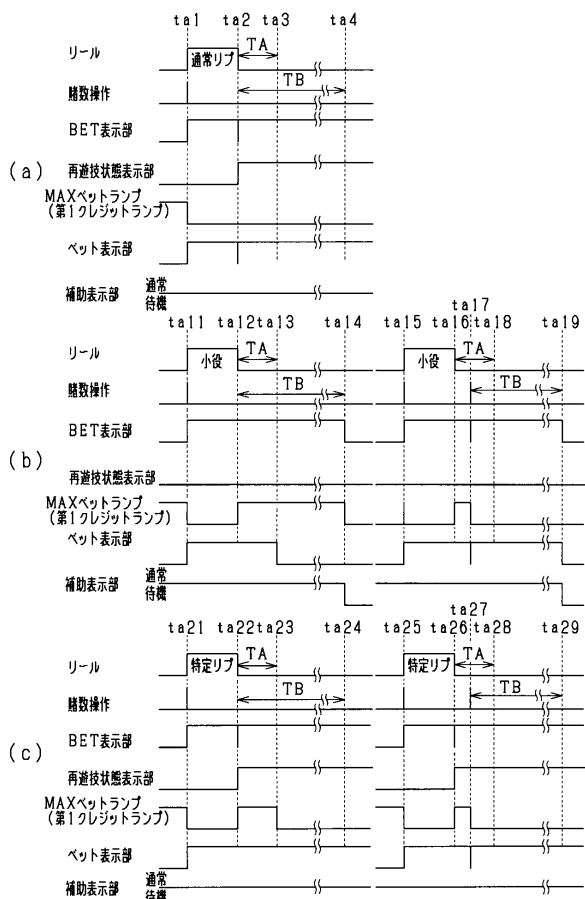 ta1 ta2 ta3 ta4
リール
通常リプ
TA
賭数操作
TB
BET表示部
(a)
再遊技状態表示部
MAXベットランプ
(第1クレジットランプ)
ベット表示部
補助表示部
通常
待機
ta17
ta11 ta12 ta13 ta14 ta15 ta16 ta18 ta19
リール
小役
TA
小役
TA
賭数操作
TB
TB
BET表示部
(b)
再遊技状態表示部
MAXベットランプ
(第1クレジットランプ)
ベット表示部
補助表示部
通常
待機
ta27
ta21 ta22 ta23 ta24 ta25 ta26 ta28 ta29
リール
特定リプ
TA
特定リプ
TA
賭数操作
TB
TB
BET表示部
(c)
再遊技状態表示部
MAXベットランプ
(第1クレジットランプ)
ベット表示部
補助表示部
通常
待機